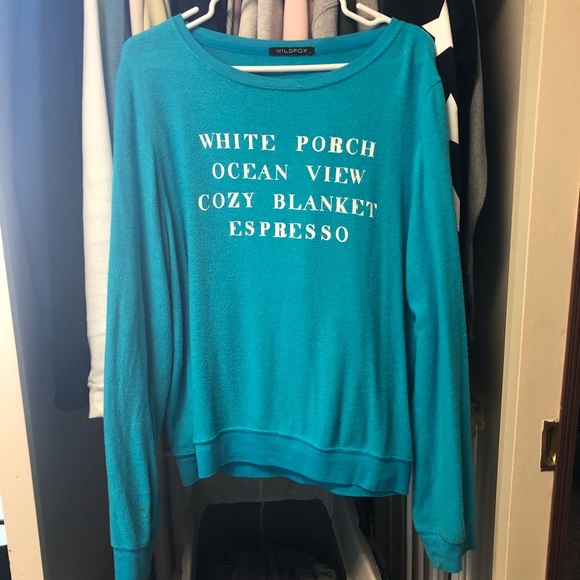 WILDFOX
WHITE PORCH
OCEAN VIEW
COZY BLANKET
ESPRESSO